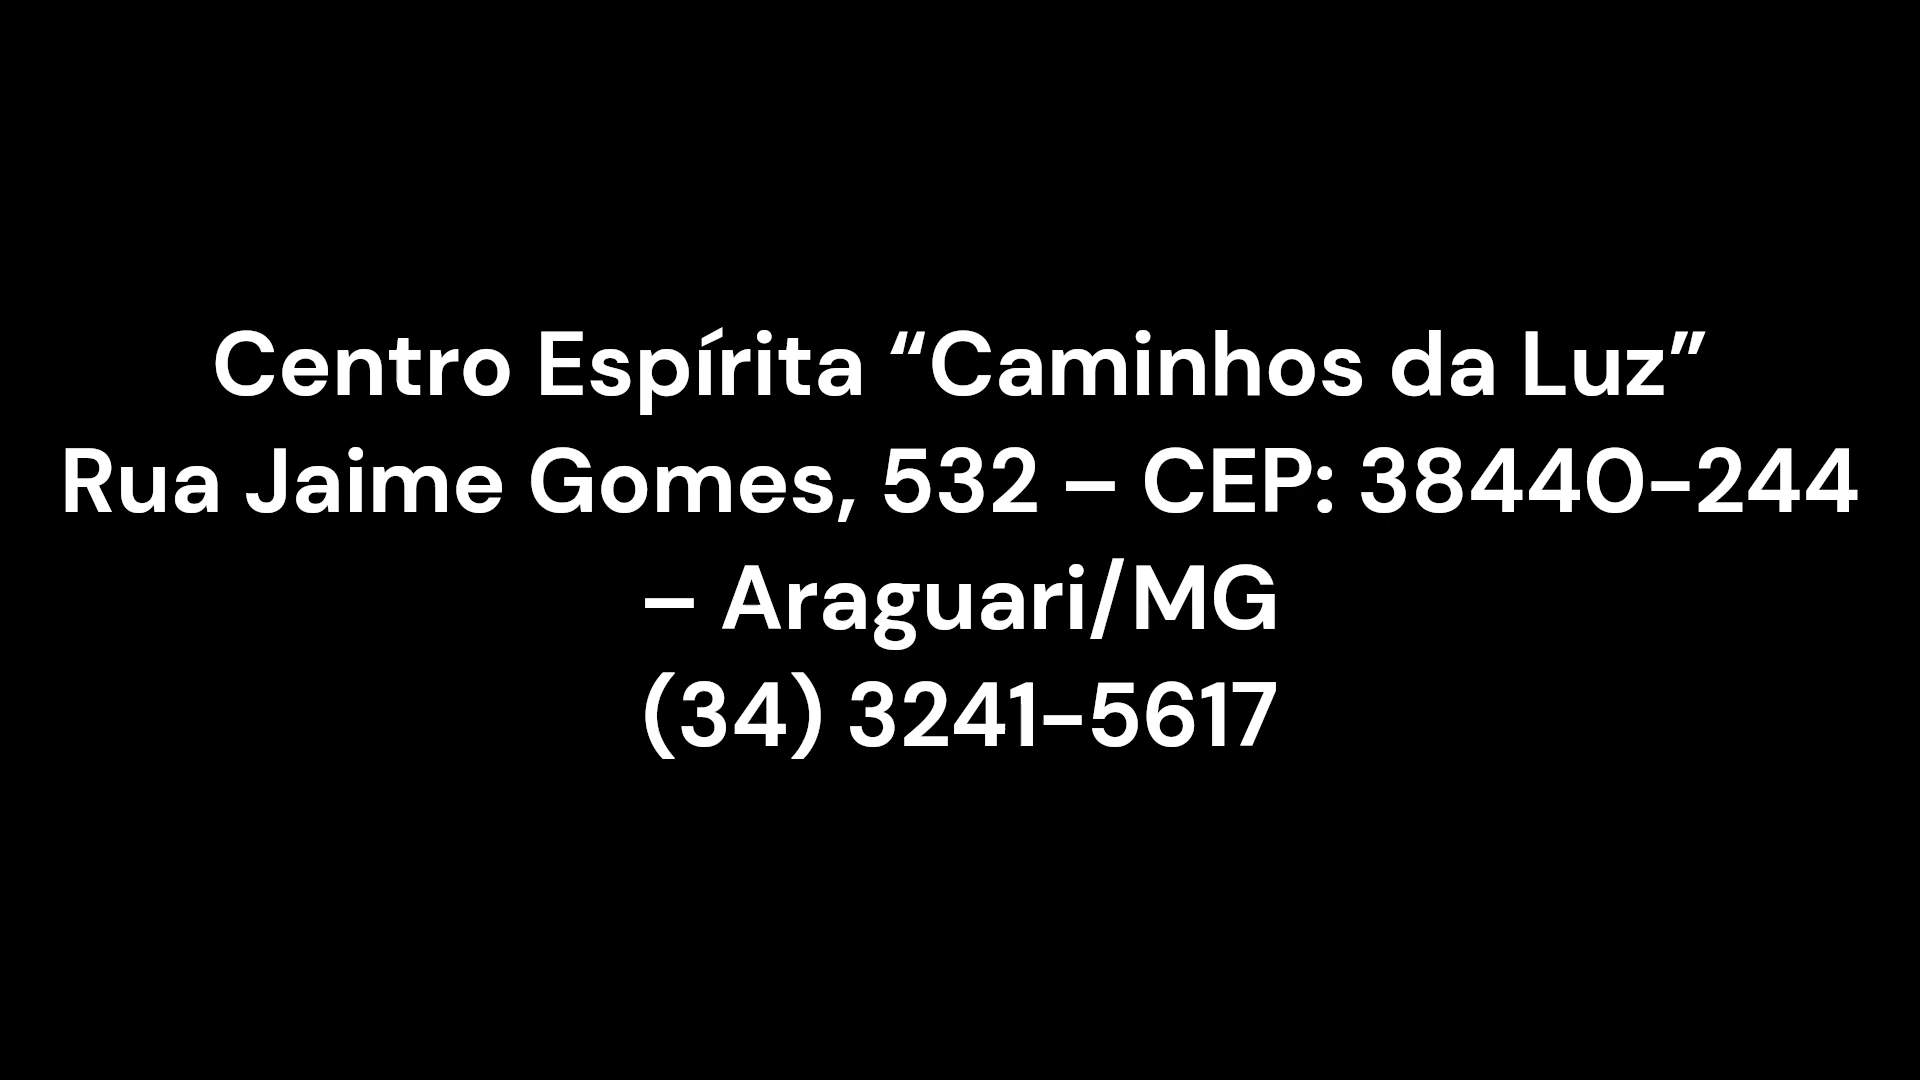 Centro Espírita “Caminhos da Luz”
Rua Jaime Gomes, 532 – CEP: 38440-244
– Araguari/MG
(34) 3241-5617